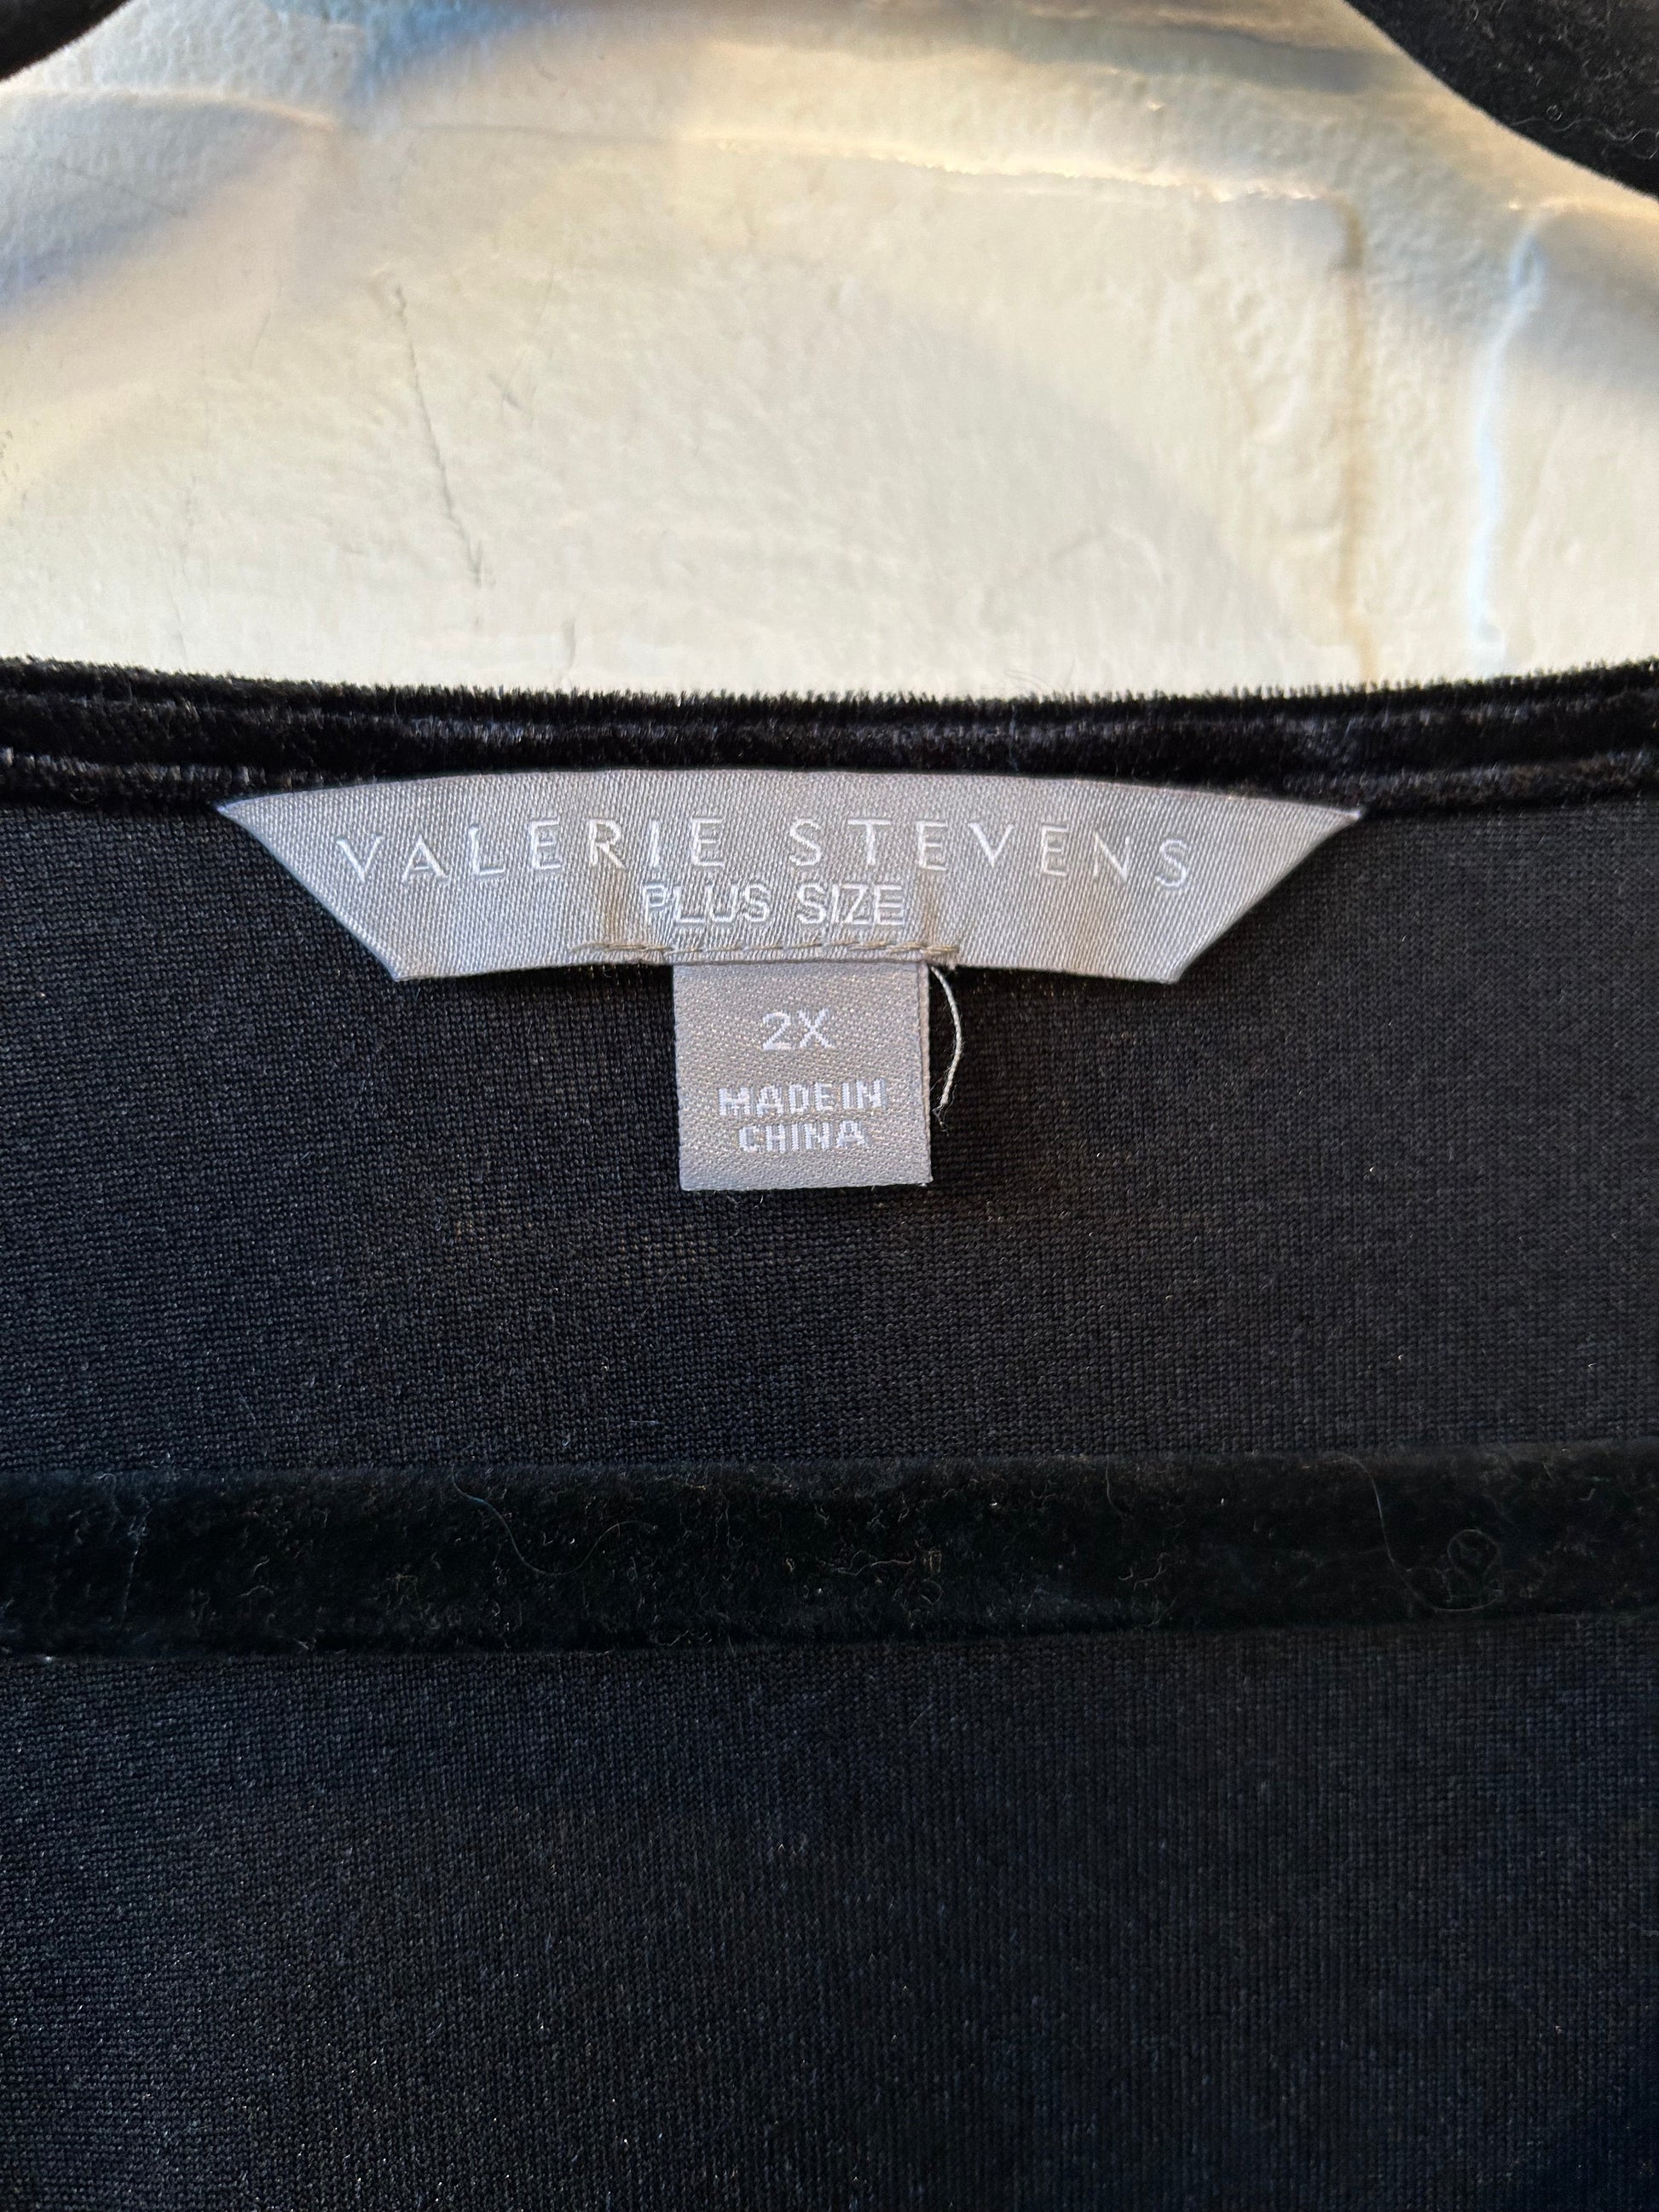 VALERIE STEVENS
PLUS SIZE
2X
MADE IN
CHINA